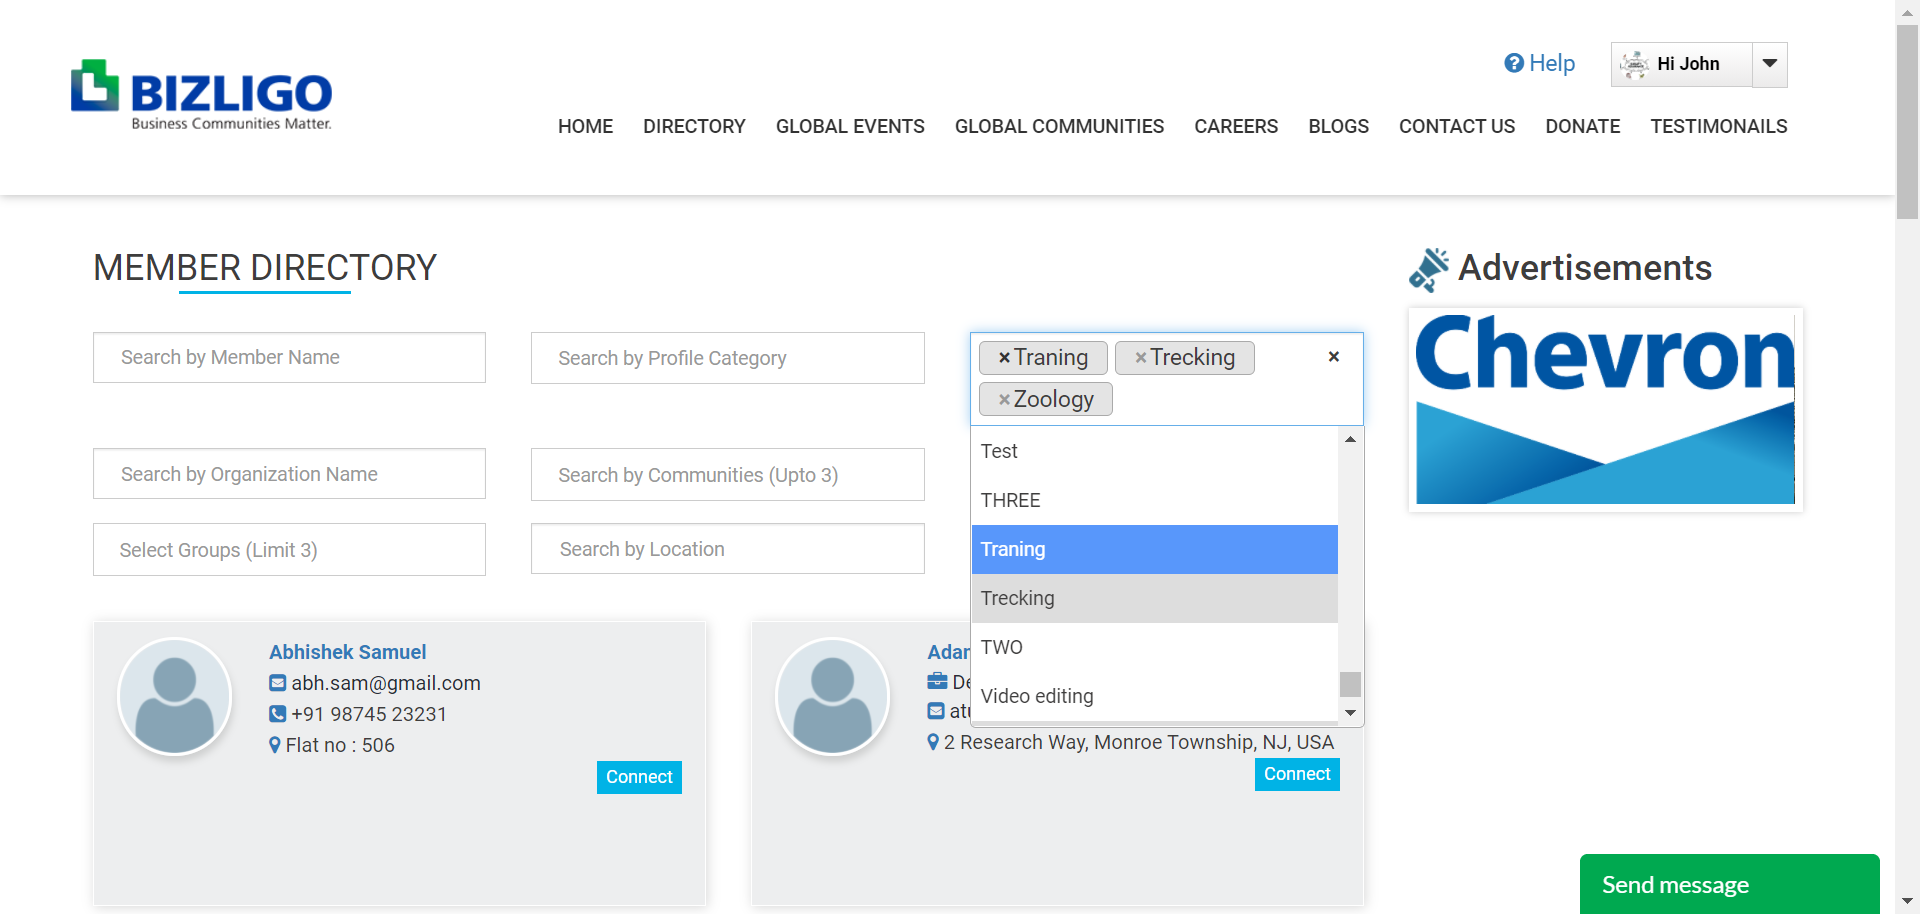 BIZLIGO
Business Communities Matter.
Help
Hi John
HOME DIRECTORY GLOBAL EVENTS GLOBAL COMMUNITIES CAREERS BLOGS CONTACT US DONATE TESTIMONAILS
MEMBER DIRECTORY
Advertisements
Search by Member Name
Search by Profile Category
×Traning ×Trecking ×
×Zoology
Chevron
Search by Organization Name
Search by Communities (Upto 3)
Select Groups (Limit 3)
Search by Location
Test
THREE
Traning
Trecking
TWO
Video editing
Abhishek Samuel
abh.sam@gmail.com
+91 98745 23231
Flat no : 506
Connect
2 Research Way, Monroe Township, NJ, USA
Connect
Send message